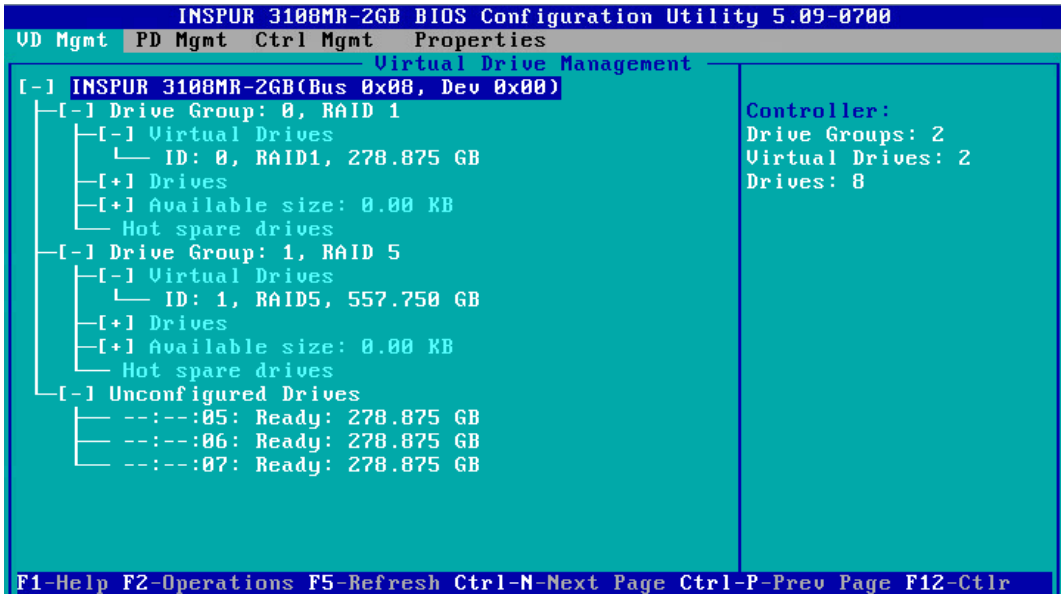 INSPUR 3108MR-2GB BIOS Configuration Utility 5.09-0700
VD Mgmt PD Mgmt Ctrl Mgmt Properties
Virtual Drive Management
[-] INSPUR 3108MR-2GB(Bus 0x08, Dev 0x00)
[-] Drive Group: 0, RAID 1
[-] Virtual Drives
ID: 0, RAID1, 278.875 GB
[+] Drives
[+] Available size: 0.00 KB
Hot spare drives
[-] Drive Group: 1, RAID 5
[-] Virtual Drives
ID: 1, RAID5, 557.750 GB
[+] Drives
[+] Available size: 0.00 KB
Hot spare drives
[-] Unconfigured Drives
--:--:05: Ready: 278.875 GB
--:--:06: Ready: 278.875 GB
--:--:07: Ready: 278.875 GB
Controller:
Drive Groups: 2
Virtual Drives: 2
Drives: 8
F1-Help F2-Operations F5-Refresh Ctrl-N-Next Page Ctrl-P-Prev Page F12-Ctlr